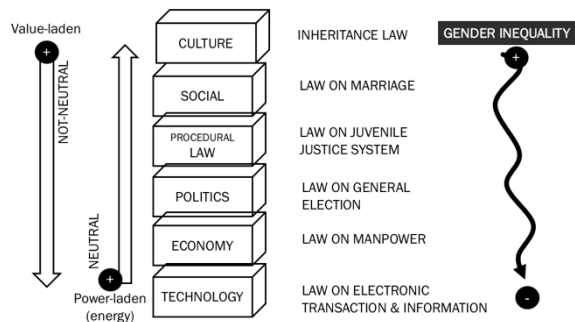 Value-laden
+
NOT-NEUTRAL
NEUTRAL
+
Power-laden
(energy)
CULTURE
SOCIAL
PROCEDURAL
LAW
POLITICS
ECONOMY
TECHNOLOGY
INHERITANCE LAW
LAW ON MARRIAGE
LAW ON JUVENILE
JUSTICE SYSTEM
LAW ON GENERAL
ELECTION
LAW ON MANPOWER
LAW ON ELECTRONIC
TRANSACTION & INFORMATION
GENDER INEQUALITY
+
-